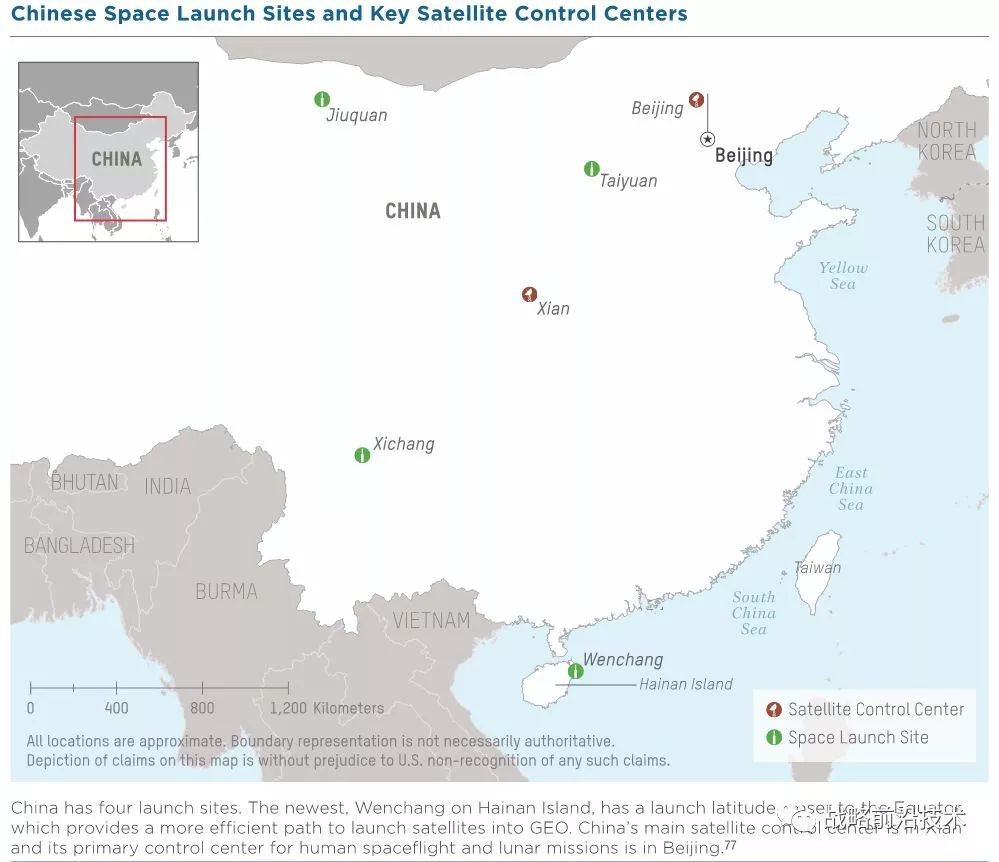 Chinese Space Launch Sites and Key Satellite Control Centers
CHINA
Jiuquan
Beijing
Beijing
NORTH
KOREA
Taiyuan
CHINA
SOUTH
KOREA
Yellow
Sea
Xian
Xichang
BHUTAN
INDIA
East
China
Sea
BANGLADESH
Taiwan
BURMA
South
China
Sea
VIETNAM
Wenchang
Hainan Island
0 400 800 1,200 Kilometers
Satellite Control Center
Space Launch Site
All locations are approximate. Boundary representation is not necessarily authoritative.
Depiction of claims on this map is without prejudice to U.S. non-recognition of any such claims.
China has four launch sites. The newest, Wenchang on Hainan Island, has a launch latitude to the Equator,
which provides a more efficient path to launch satellites into GEO. China's main satellite control center is in Xian
and its primary control center for human spaceflight and lunar missions is in Beijing.77
战略前沿技术